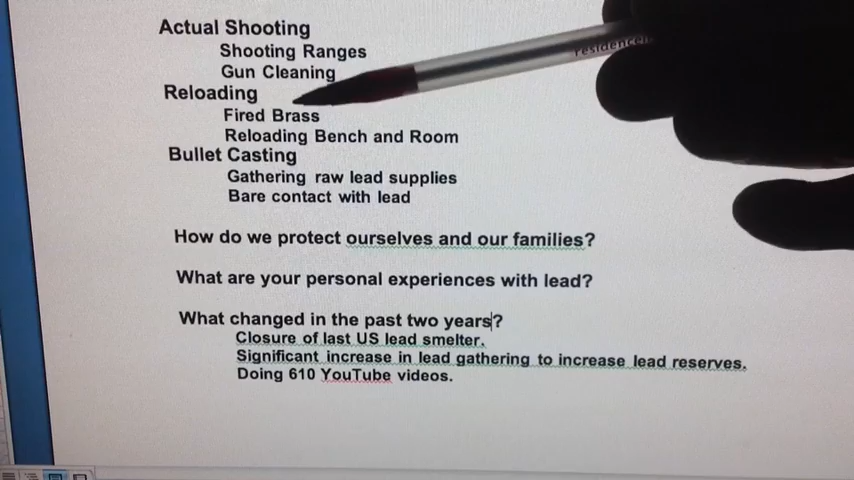 Actual Shooting
Shooting Ranges
Gun Cleaning
Reloading
Fired Brass
Reloading Bench and Room
Bullet Casting
Gathering raw lead supplies
Bare contact with lead
How do we protect ourselves and our families?
What are your personal experiences with lead?
What changed in the past two years?
Closure of last US lead smelter.
Significant increase in lead gathering to increase lead reserves.
Doing 610 YouTube videos.